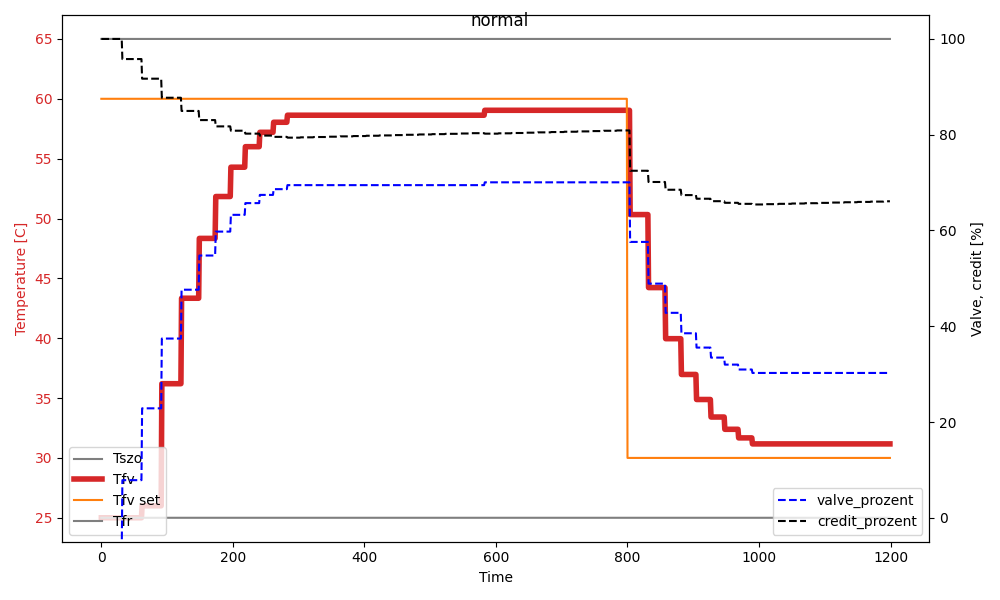 normal
65
60
55
50
45
40
35
30
25
Temperature [C]
100
80
60
40
20
0
Valve, credit [%]
Tszo
Tfv
Tfv set
Tfr
valve_prozent
credit_prozent
0
200
400
600
800
1000
1200
Time